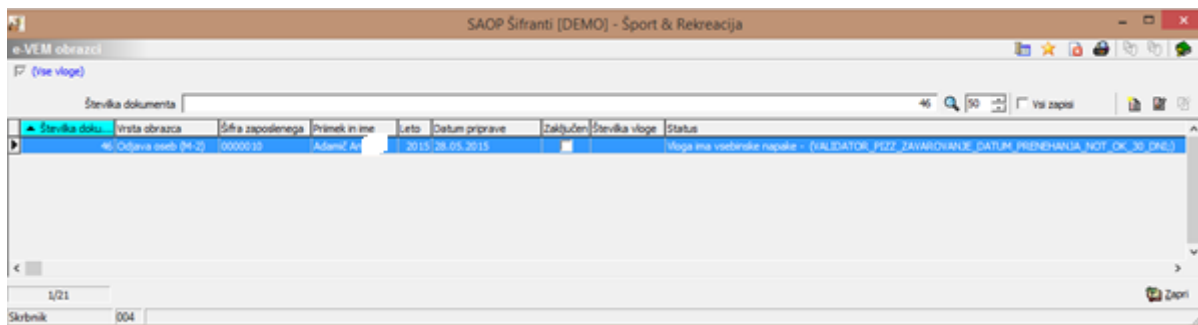 SAOP Šifranti [DEMO] - Šport & Rekreacija
e-VEM obrazci
(Vse vloge)
Številka dokumenta 46 50 Vsi zapisi
Številka doku... Vrsta obrazca Šifra zaposlenega Priimek in ime Leto Datum priprave Zaključen Številka vloge Status
46 Odjava oseb (M-2) 0000010 Adamič An 2015 28.05.2015 Vloga ima vsebinske napake - (VALIDATOR_PIZZ_ZAVAROVANJE_DATUM_PRENEHANJA_NOT_OK_30_DNI;)
1/21
Zapri
Skrbnik 004